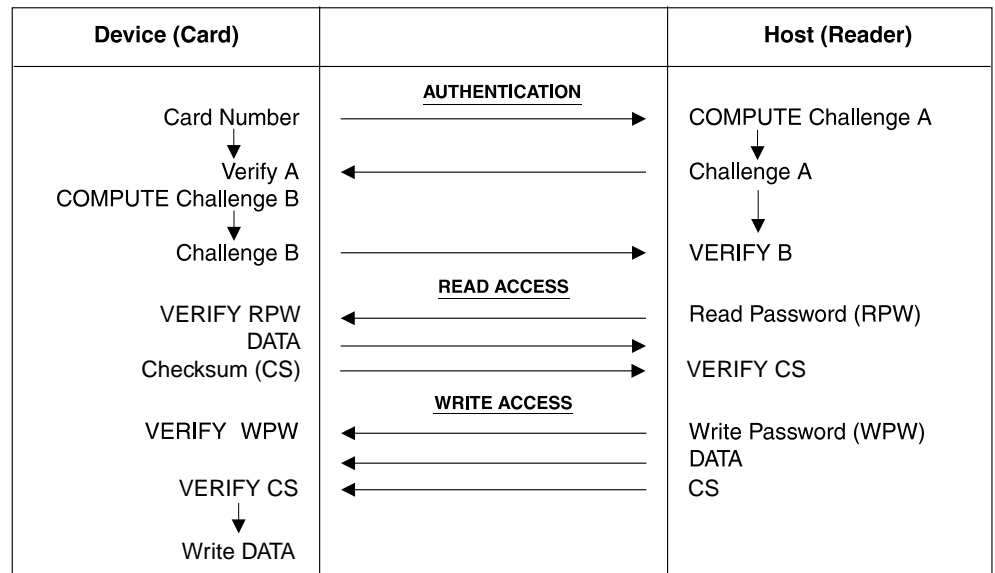 Device (Card) Host (Reader)
AUTHENTICATION
Card Number COMPUTE Challenge A
Verify A Challenge A
COMPUTE Challenge B
Challenge B VERIFY B
READ ACCESS
VERIFY RPW Read Password (RPW)
DATA
Checksum (CS) VERIFY CS
WRITE ACCESS
VERIFY WPW Write Password (WPW)
DATA
VERIFY CS CS
Write DATA